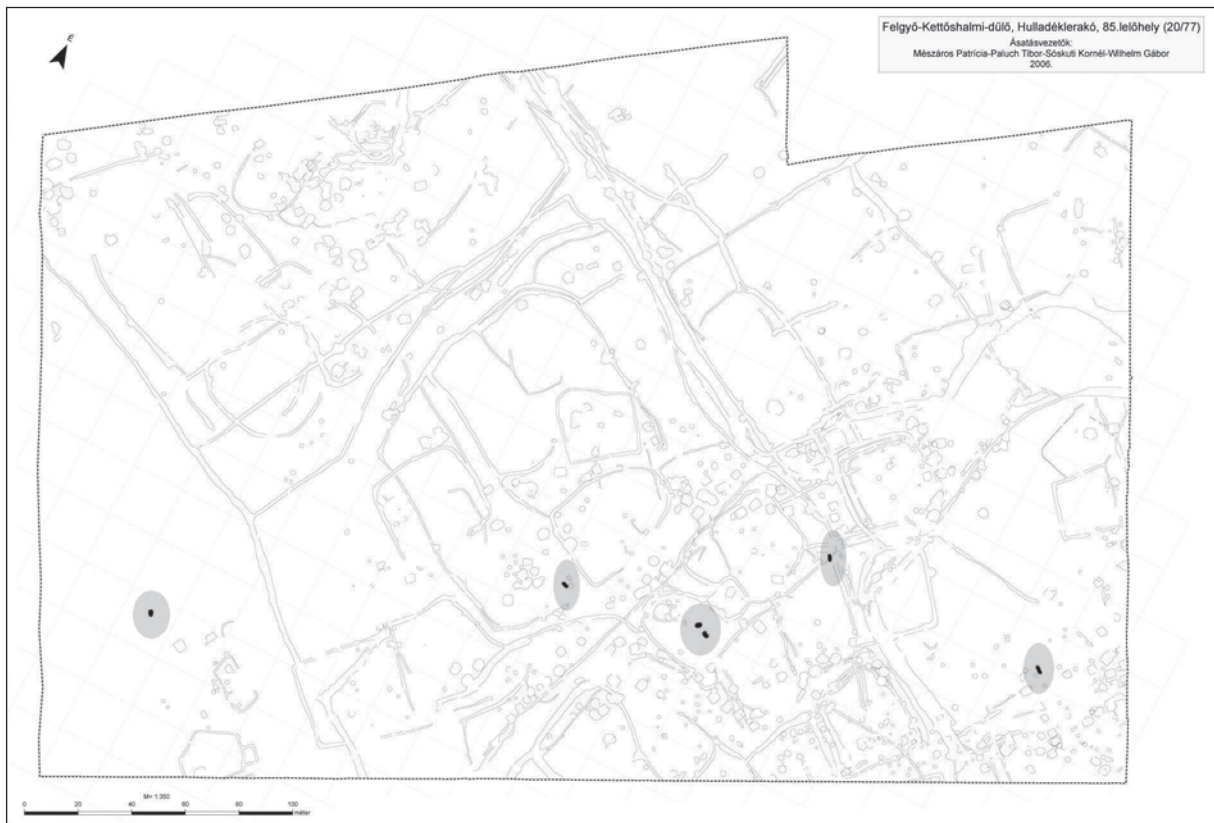 Felgyő-Kettőshalmi-dűlő, Hulladéklerakó, 85.lelőhely (20/77)
Ásatásvezetők:
Mészáros Patrícia-Paluch Tibor-Sóskuti Kornél-Wilhelm Gábor
2006.
É
M= 1:350
0 20 40 60 80 100
méter